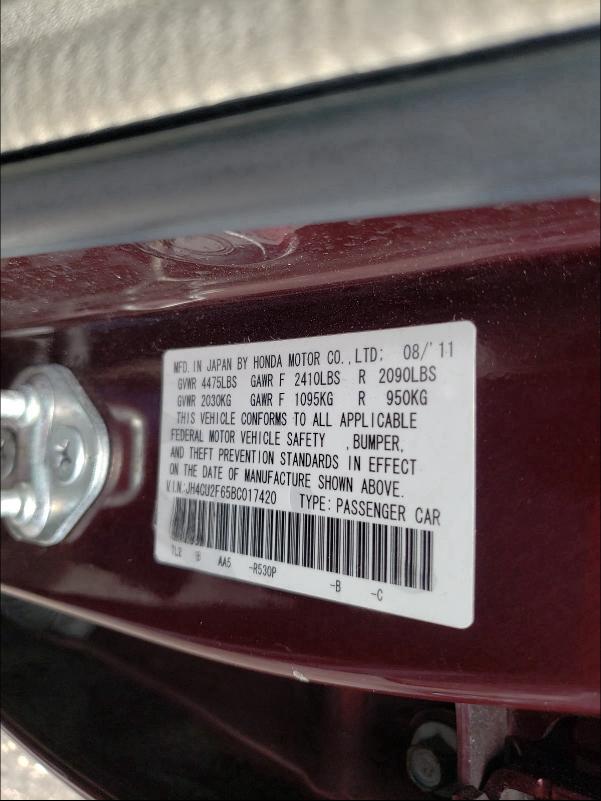 MFD. IN JAPAN BY HONDA MOTOR CO., LTD: 08/'11
GVWR 4475LBS GAWR F 2410LBS R 2090LBS
GVWR 2030KG GAWR F 1095KG R 950KG
THIS VEHICLE CONFORMS TO ALL APPLICABLE
FEDERAL MOTOR VEHICLE SAFETY , BUMPER,
AND THEFT PREVENTION STANDARDS IN EFFECT
ON THE DATE OF MANUFACTURE SHOWN ABOVE.
V.I.N: JH4CU2F65BC017420 TYPE: PASSENGER CAR
TL2 B AA5 -R530P -B -C